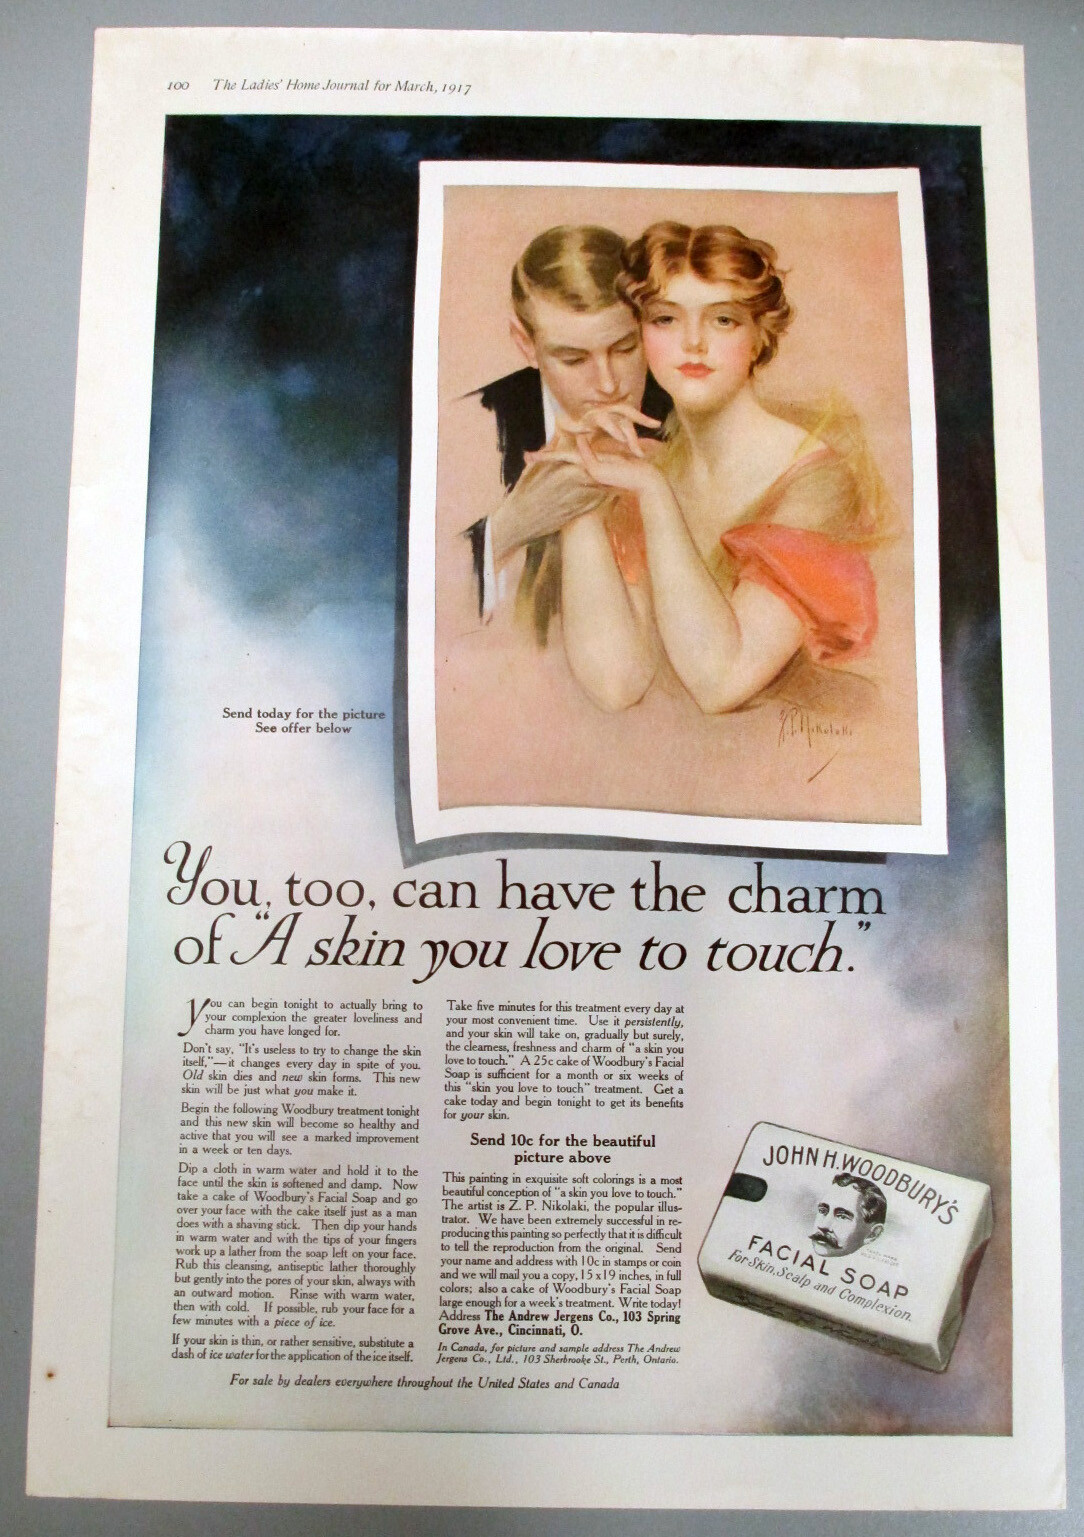 100 The Ladies' Home Journal for March, 1917
Send today for the picture
See offer below
You, too, can have the charm
of "A skin you love to touch."
You can begin tonight to actually bring to
your complexion the greater loveliness and
charm you have longed for.
Don't say, "It's useless to try to change the skin
itself,"—it changes every day in spite of you.
Old skin dies and new skin forms. This new
skin will be just what you make it.
Begin the following Woodbury treatment tonight
and this new skin will become so healthy and
active that you will see a marked improvement
in a week or ten days.
Dip a cloth in warm water and hold it to the
face until the skin is softened and damp. Now
take a cake of Woodbury's Facial Soap and go
over your face with the cake itself just as a man
does with a shaving stick. Then dip your hands
in warm water and with the tips of your fingers
work up a lather from the soap left on your face.
Rub this cleansing, antiseptic lather thoroughly
but gently into the pores of your skin, always with
an outward motion. Rinse with warm water,
then with cold. If possible, rub your face for a
few minutes with a piece of ice.
If your skin is thin, or rather sensitive, substitute a
dash of ice water for the application of the ice itself.
Take five minutes for this treatment every day at
your most convenient time. Use it persistently,
and your skin will take on, gradually but surely,
the clearness, freshness and charm of "a skin you
love to touch." A 25c cake of Woodbury's Facial
Soap is sufficient for a month or six weeks of
this "skin you love to touch" treatment. Get a
cake today and begin tonight to get its benefits
for your skin.
Send 10c for the beautiful
picture above
This painting in exquisite soft colorings is a most
beautiful conception of "a skin you love to touch."
The artist is Z. P. Nikolaki, the popular illus-
trator. We have been extremely successful in re-
producing this painting so perfectly that it is difficult
to tell the reproduction from the original. Send
your name and address with 10c in stamps or coin
and we will mail you a copy, 15 x 19 inches, in full
colors; also a cake of Woodbury's Facial Soap
large enough for a week's treatment. Write today!
Address The Andrew Jergens Co., 103 Spring
Grove Ave., Cincinnati, O.
In Canada, for picture and sample address The Andrew
Jergens Co., Ltd., 103 Sherbrooke St., Perth, Ontario.
For sale by dealers everywhere throughout the United States and Canada
JOHN H. WOODBURY'S
FACIAL SOAP
For Skin, Scalp and Complexion.